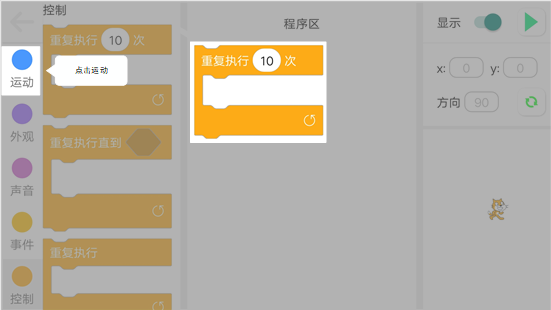 控制
重复执行 10 次
重复执行直到
重复执行
运动
外观
声音
事件
控制
点击运动
程序区
重复执行 10 次
显示
x: 0 y: 0
方向 90